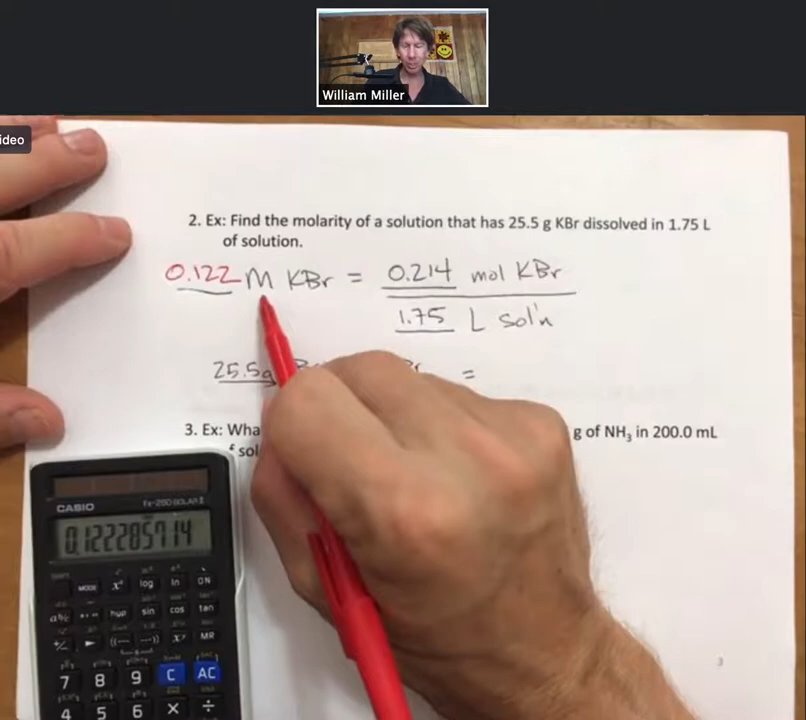 William Miller
ideo
2. Ex: Find the molarity of a solution that has 25.5 g KBr dissolved in 1.75 L
of solution.
0.122 M KBr = 0.214 mol KBr
1.75 L sol'n
25.5g =
3. Ex: Wha g of NH₃ in 200.0 mL
sol
CASIO
fx-260 SOLAR II
0.122285714
MODE x² log ln ON
hyp sin cos tan
MR
7 8 9 C AC
4 5 6 × ÷
3